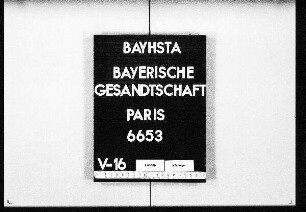 BAYHSTA
BAYERISCHE
GESANDTSCHAFT
PARIS
6653
V-16